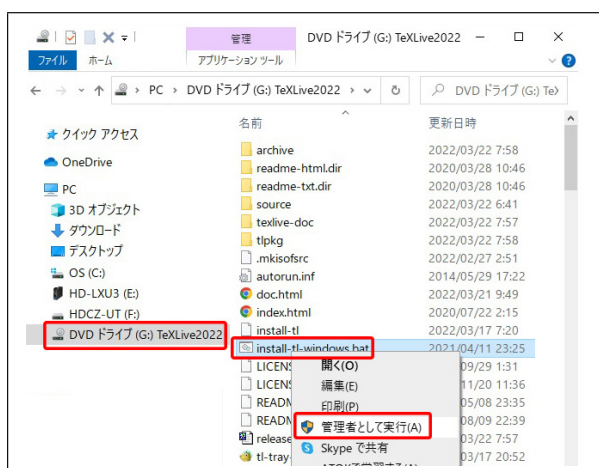 管理
DVD ドライブ (G:) TeXLive2022
ファイル
ホーム
アプリケーション ツール
PC
DVD ドライブ (G:) TeXLive2022
DVD ドライブ (G:) Te
名前
更新日時
クイック アクセス
OneDrive
PC
3D オブジェクト
ダウンロード
デスクトップ
OS (C:)
HD-LXU3 (E:)
HDCZ-UT (F:)
DVD ドライブ (G:) TeXLive2022
archive 2022/03/22 7:58
readme-html.dir 2020/03/28 10:46
readme-txt.dir 2020/03/28 10:46
source 2022/03/22 6:41
texlive-doc 2022/03/22 7:57
tlpkg 2022/03/22 7:58
.mkisofsrc 2022/02/27 2:51
autorun.inf 2014/05/29 17:22
doc.html 2022/03/21 9:49
index.html 2020/07/22 2:15
install-tl 2022/03/17 7:20
install-tl-windows.bat 2021/04/11 23:25
LICENS 09/29 1:31
LICENS 11/20 11:36
READM 05/08 23:35
READM 08/09 22:39
release 03/22 7:57
tl-tray- 03/17 20:52
開く(O)
編集(E)
印刷(P)
管理者として実行(A)
Skype で共有